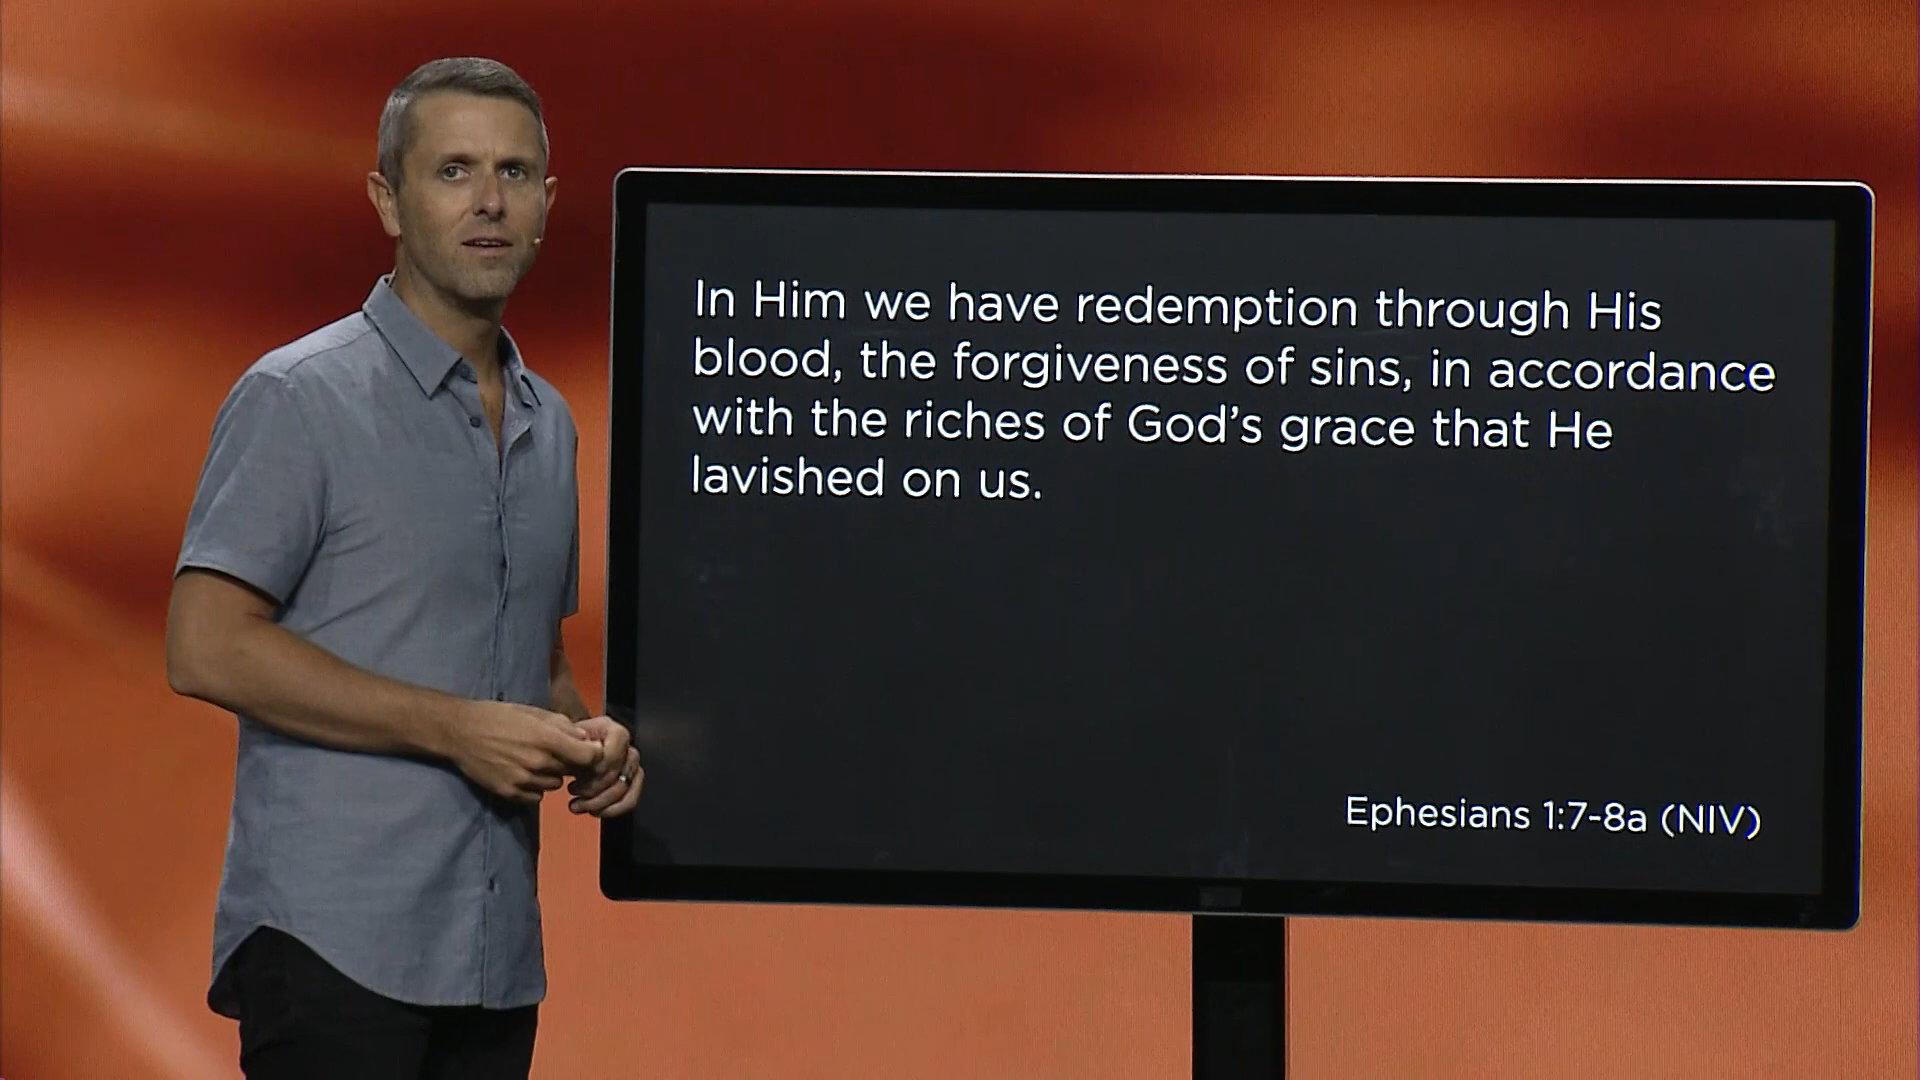 In Him we have redemption through His
blood, the forgiveness of sins, in accordance
with the riches of God's grace that He
lavished on us.
Ephesians 1:7-8a (NIV)